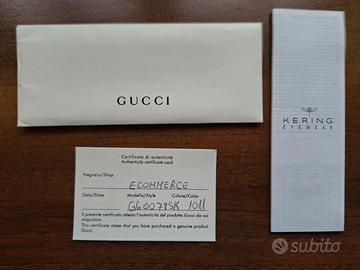 GUCCI
KERING
EYEWEAR
Certificato di autenticità
Authenticity certificate card
Negozio/Shop
ECOMMERCE
Data/Date Modello/Style Colore/Color
GG0078SK 1011
Il presente certificato attesta l'autenticità del prodotto Gucci da voi
acquistato.
This certificate states that you have purchased a genuine product
Gucci.
subito